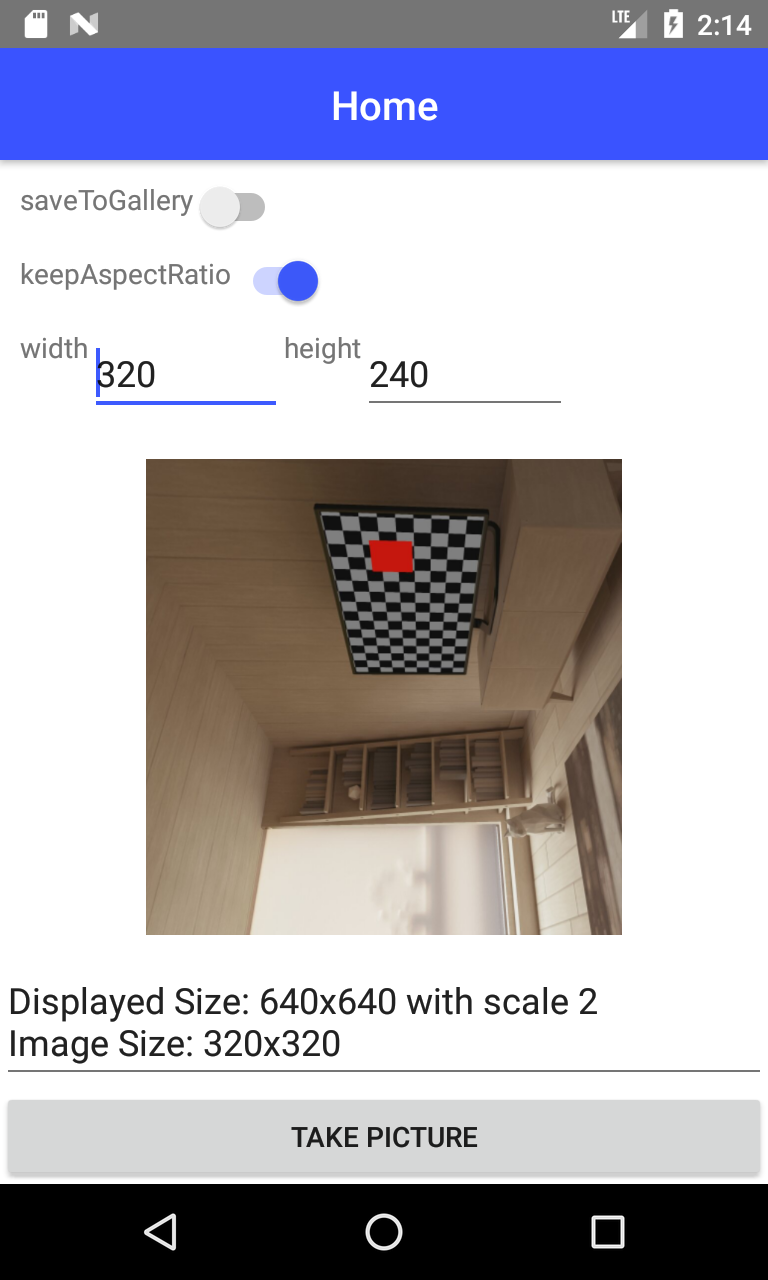 LTE 2:14
Home
saveToGallery
keepAspectRatio
width 320 height 240
Displayed Size: 640x640 with scale 2
Image Size: 320x320
TAKE PICTURE